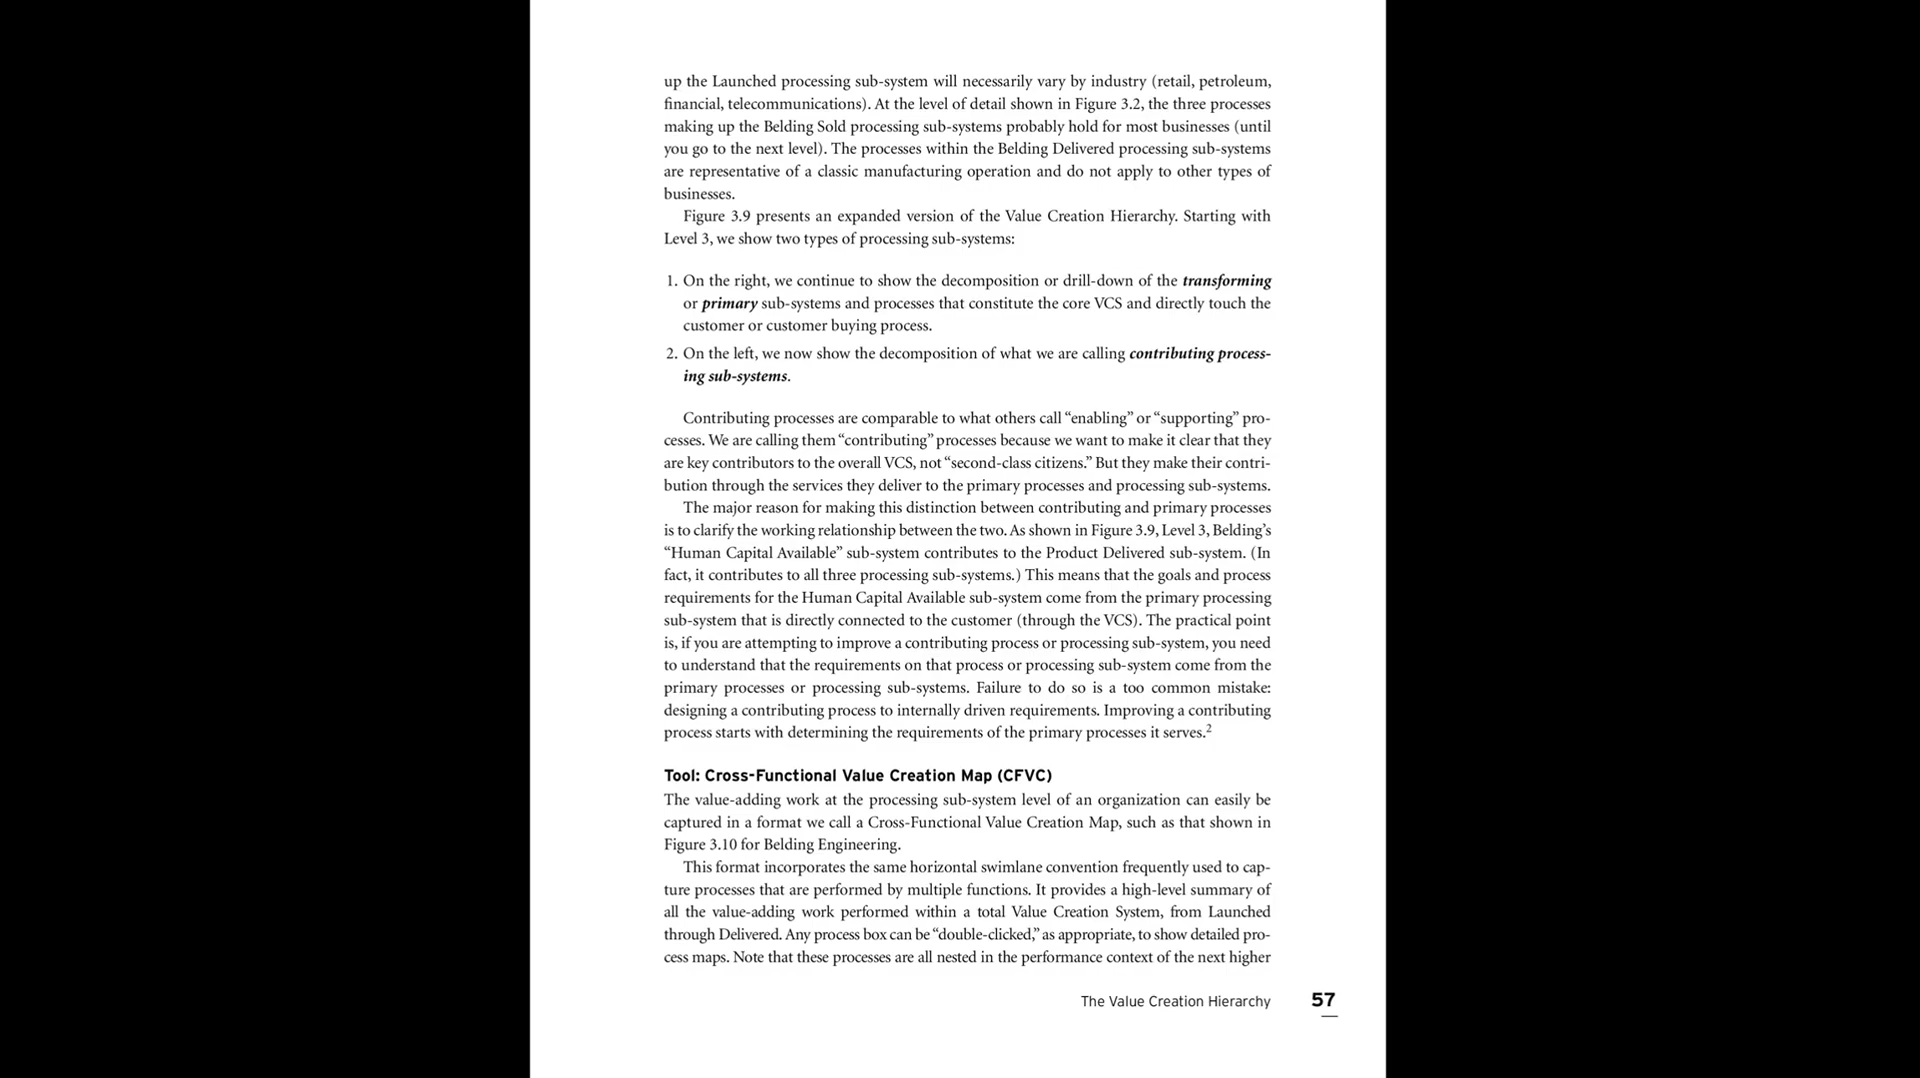 up the Launched processing sub-system will necessarily vary by industry (retail, petroleum,
financial, telecommunications). At the level of detail shown in Figure 3.2, the three processes
making up the Belding Sold processing sub-systems probably hold for most businesses (until
you go to the next level). The processes within the Belding Delivered processing sub-systems
are representative of a classic manufacturing operation and do not apply to other types of
businesses.
Figure 3.9 presents an expanded version of the Value Creation Hierarchy. Starting with
Level 3, we show two types of processing sub-systems:
1. On the right, we continue to show the decomposition or drill-down of the transforming
or primary sub-systems and processes that constitute the core VCS and directly touch the
customer or customer buying process.
2. On the left, we now show the decomposition of what we are calling contributing process-
ing sub-systems.
Contributing processes are comparable to what others call “enabling” or “supporting” pro-
cesses. We are calling them “contributing” processes because we want to make it clear that they
are key contributors to the overall VCS, not “second-class citizens.” But they make their contri-
bution through the services they deliver to the primary processes and processing sub-systems.
The major reason for making this distinction between contributing and primary processes
is to clarify the working relationship between the two. As shown in Figure 3.9, Level 3, Belding’s
“Human Capital Available” sub-system contributes to the Product Delivered sub-system. (In
fact, it contributes to all three processing sub-systems.) This means that the goals and process
requirements for the Human Capital Available sub-system come from the primary processing
sub-system that is directly connected to the customer (through the VCS). The practical point
is, if you are attempting to improve a contributing process or processing sub-system, you need
to understand that the requirements on that process or processing sub-system come from the
primary processes or processing sub-systems. Failure to do so is a too common mistake:
designing a contributing process to internally driven requirements. Improving a contributing
process starts with determining the requirements of the primary processes it serves.2
Tool: Cross-Functional Value Creation Map (CFVC)
The value-adding work at the processing sub-system level of an organization can easily be
captured in a format we call a Cross-Functional Value Creation Map, such as that shown in
Figure 3.10 for Belding Engineering.
This format incorporates the same horizontal swimlane convention frequently used to cap-
ture processes that are performed by multiple functions. It provides a high-level summary of
all the value-adding work performed within a total Value Creation System, from Launched
through Delivered. Any process box can be “double-clicked,” as appropriate, to show detailed pro-
cess maps. Note that these processes are all nested in the performance context of the next higher
The Value Creation Hierarchy 57